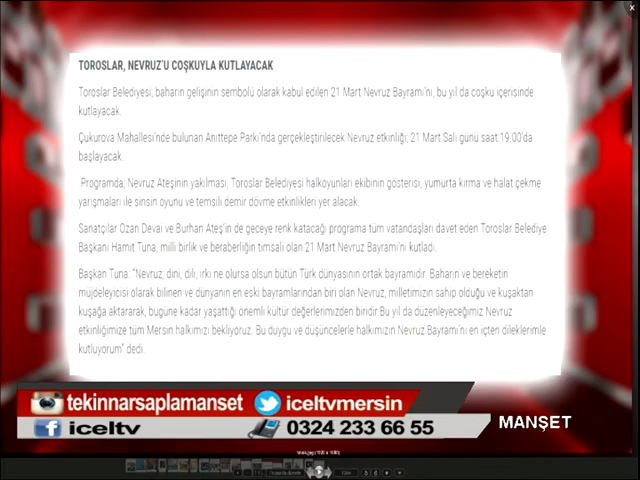 TOROSLAR, NEVRUZ'U COŞKUYLA KUTLAYACAK
Toroslar Belediyesi, baharın gelişinin sembolü olarak kabul edilen 21 Mart Nevruz Bayramı'nı, bu yıl da coşku içerisinde
kutlayacak.
Çukurova Mahallesi'nde bulunan Anıttepe Parkı'nda gerçekleştirilecek Nevruz etkinliği; 21 Mart Salı günü saat:19.00'da
başlayacak.
Programda, Nevruz Ateşinin yakılması, Toroslar Belediyesi halkoyunları ekibinin gösterisi, yumurta kırma ve halat çekme
yarışmaları ile sinsin oyunu ve temsili demir dövme etkinlikleri yer alacak.
Sanatçılar Ozan Devai ve Burhan Ateş'in de geceye renk katacağı programa tüm vatandaşları davet eden Toroslar Belediye
Başkanı Hamit Tuna, milli birlik ve beraberliğin timsali olan 21 Mart Nevruz Bayramı'nı kutladı.
Başkan Tuna: "Nevruz; dini, dili, ırkı ne olursa olsun bütün Türk dünyasının ortak bayramıdır. Baharın ve bereketin
müjdeleyicisi olarak bilinen ve dünyanın en eski bayramlarından biri olan Nevruz, milletimizin sahip olduğu ve kuşaktan
kuşağa aktararak, bugüne kadar yaşattığı önemli kültür değerlerimizden biridir. Bu yıl da düzenleyeceğimiz Nevruz
etkinliğimize tüm Mersin halkımızı bekliyoruz. Bu duygu ve düşüncelerle halkımızın Nevruz Bayramı'nı en içten dileklerimle
kutluyorum" dedi.
tekinnarsaplamanset iceltvmersin
iceltv 0324 233 66 55
MANŞET